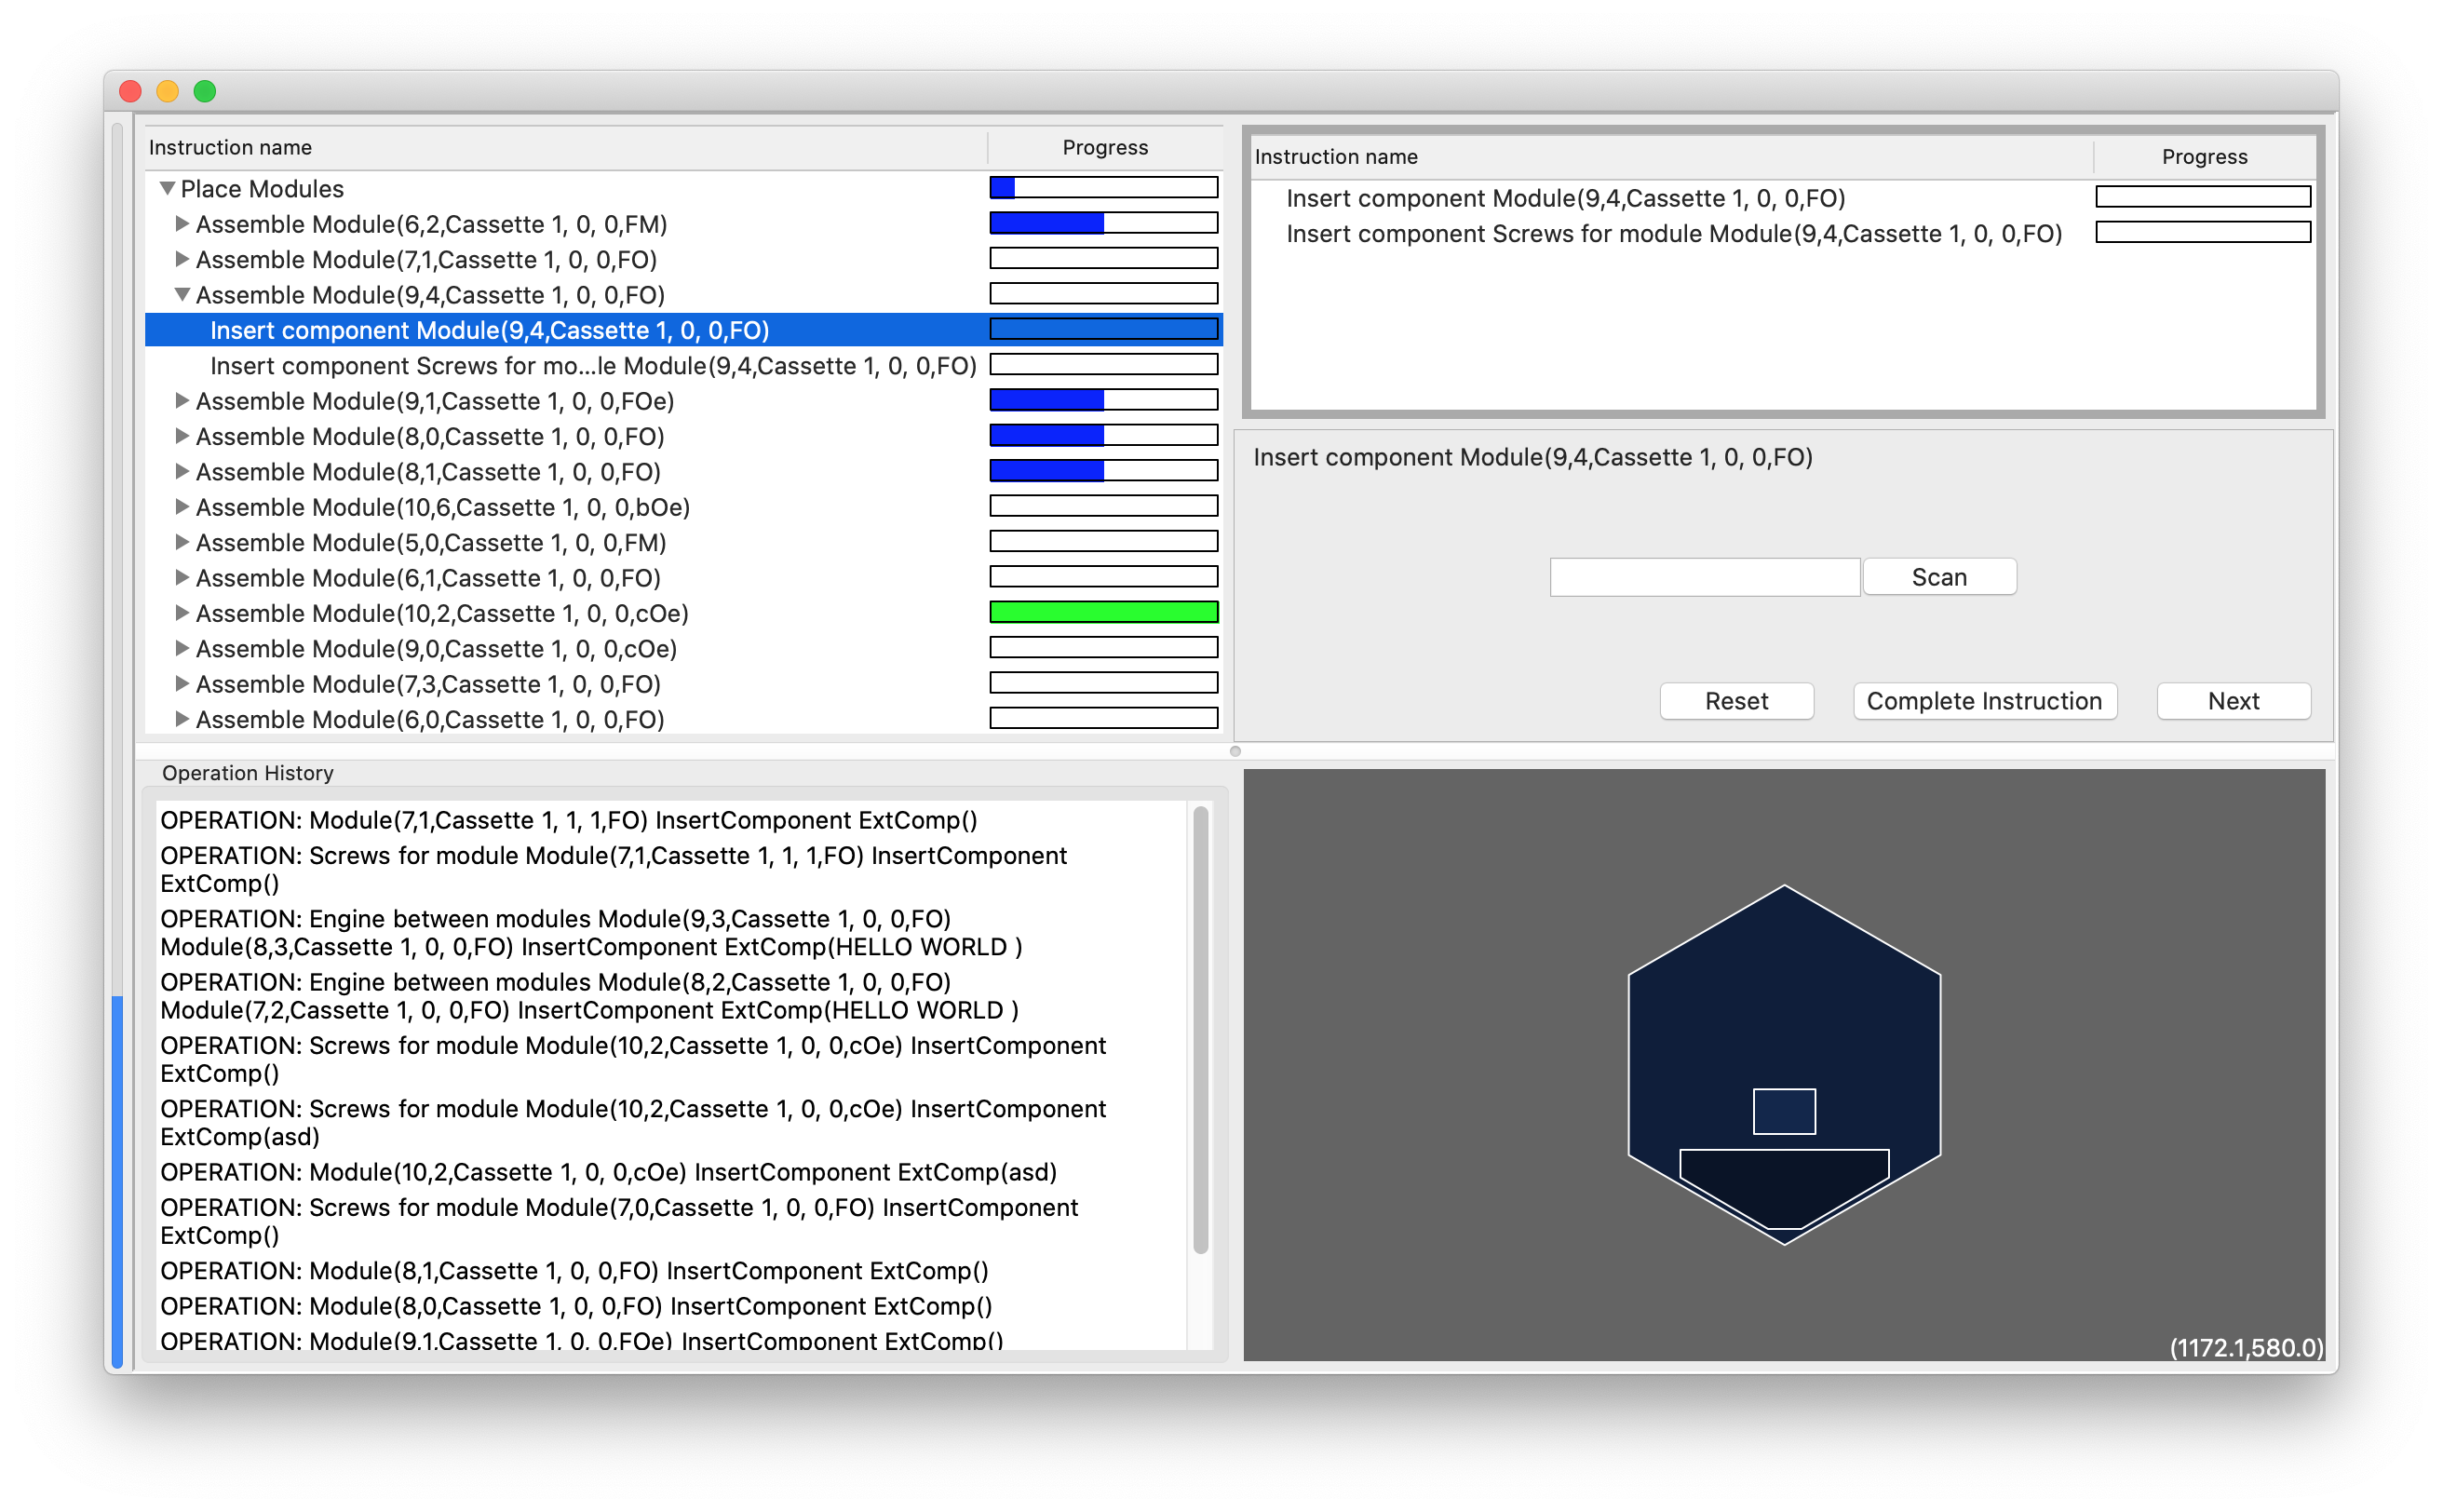 Instruction name Progress
Place Modules
Assemble Module(6,2,Cassette 1, 0, 0,FM)
Assemble Module(7,1,Cassette 1, 0, 0,FO)
Assemble Module(9,4,Cassette 1, 0, 0,FO)
Insert component Module(9,4,Cassette 1, 0, 0,FO)
Insert component Screws for mo...le Module(9,4,Cassette 1, 0, 0,FO)
Assemble Module(9,1,Cassette 1, 0, 0,FOe)
Assemble Module(8,0,Cassette 1, 0, 0,FO)
Assemble Module(8,1,Cassette 1, 0, 0,FO)
Assemble Module(10,6,Cassette 1, 0, 0,bOe)
Assemble Module(5,0,Cassette 1, 0, 0,FM)
Assemble Module(6,1,Cassette 1, 0, 0,FO)
Assemble Module(10,2,Cassette 1, 0, 0,cOe)
Assemble Module(9,0,Cassette 1, 0, 0,cOe)
Assemble Module(7,3,Cassette 1, 0, 0,FO)
Assemble Module(6,0,Cassette 1, 0, 0,FO)
Instruction name Progress
Insert component Module(9,4,Cassette 1, 0, 0,FO)
Insert component Screws for module Module(9,4,Cassette 1, 0, 0,FO)
Insert component Module(9,4,Cassette 1, 0, 0,FO)
Scan
Reset Complete Instruction Next
Operation History
OPERATION: Module(7,1,Cassette 1, 1, 1,FO) InsertComponent ExtComp()
OPERATION: Screws for module Module(7,1,Cassette 1, 1, 1,FO) InsertComponent
ExtComp()
OPERATION: Engine between modules Module(9,3,Cassette 1, 0, 0,FO)
Module(8,3,Cassette 1, 0, 0,FO) InsertComponent ExtComp(HELLO WORLD )
OPERATION: Engine between modules Module(8,2,Cassette 1, 0, 0,FO)
Module(7,2,Cassette 1, 0, 0,FO) InsertComponent ExtComp(HELLO WORLD )
OPERATION: Screws for module Module(10,2,Cassette 1, 0, 0,cOe) InsertComponent
ExtComp()
OPERATION: Screws for module Module(10,2,Cassette 1, 0, 0,cOe) InsertComponent
ExtComp(asd)
OPERATION: Module(10,2,Cassette 1, 0, 0,cOe) InsertComponent ExtComp(asd)
OPERATION: Screws for module Module(7,0,Cassette 1, 0, 0,FO) InsertComponent
ExtComp()
OPERATION: Module(8,1,Cassette 1, 0, 0,FO) InsertComponent ExtComp()
OPERATION: Module(8,0,Cassette 1, 0, 0,FO) InsertComponent ExtComp()
OPERATION: Module(9,1,Cassette 1, 0, 0,FOe) InsertComponent ExtComp()
(1172.1,580.0)